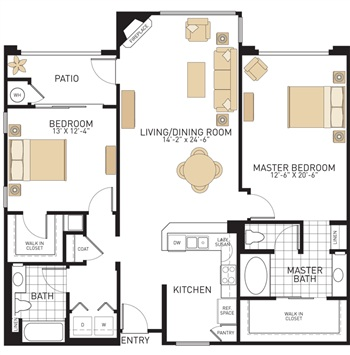 FIREPLACE
PATIO
WH
BEDROOM
13' X 12'-4"
LIVING/DINING ROOM
14'-2" x 24'-6"
MASTER BEDROOM
12'-6" X 20'-6"
WALK IN
CLOSET
COAT
DW
LAZY
SUSAN
LINEN
MASTER
BATH
BATH
KITCHEN
REF
SPACE
LINEN
D
W
WALK IN
CLOSET
PANTRY
ENTRY